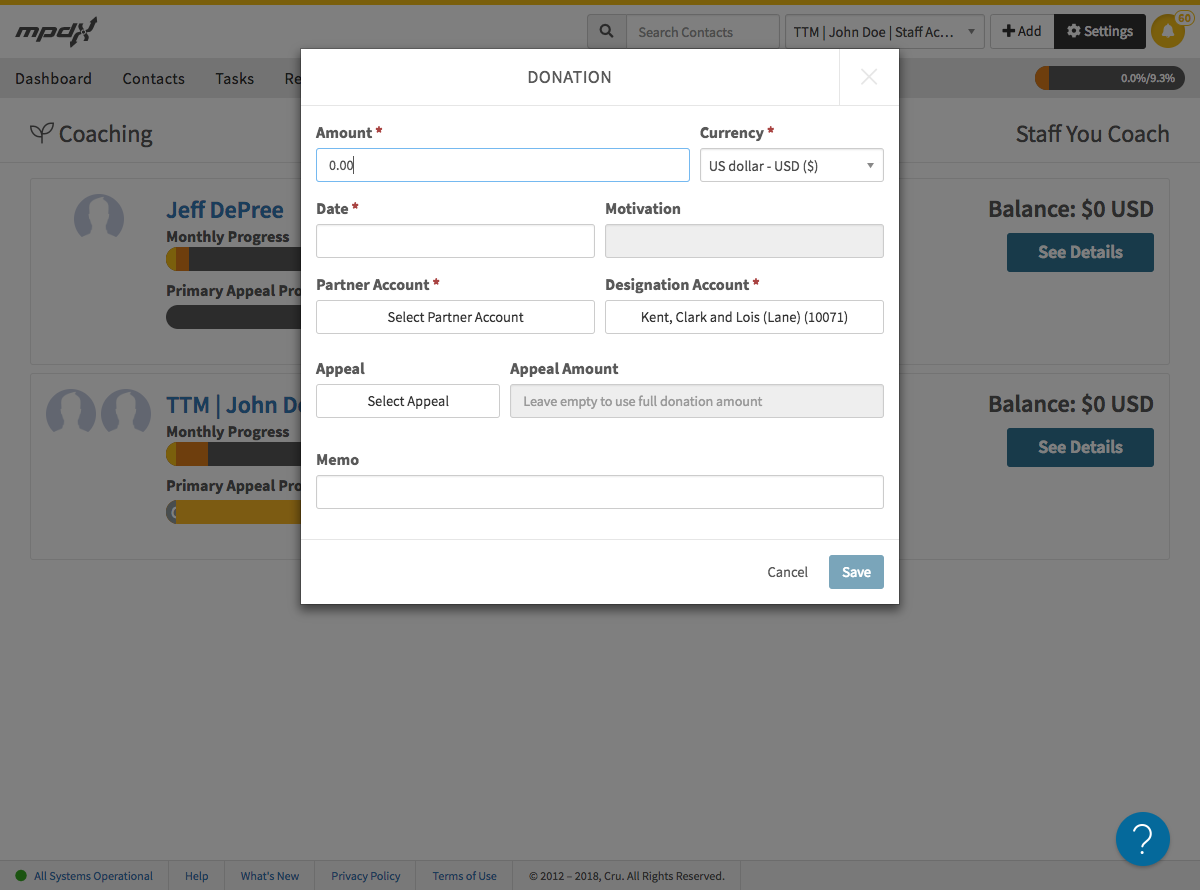 mpdx
Search Contacts
TTM | John Doe | Staff Ac...
Add
Settings
60
Dashboard
Contacts
Tasks
Re
0.0%/9.3%
Coaching
Staff You Coach
DONATION
Amount *
Currency *
0.00
US dollar - USD ($)
Date *
Motivation
Partner Account *
Designation Account *
Select Partner Account
Kent, Clark and Lois (Lane) (10071)
Appeal
Appeal Amount
Select Appeal
Leave empty to use full donation amount
Memo
Cancel
Save
Jeff DePree
Monthly Progress
Primary Appeal Pro
Balance: $0 USD
See Details
TTM | John Do
Monthly Progress
Primary Appeal Pro
Balance: $0 USD
See Details
?
All Systems Operational
Help
What's New
Privacy Policy
Terms of Use
© 2012 – 2018, Cru. All Rights Reserved.